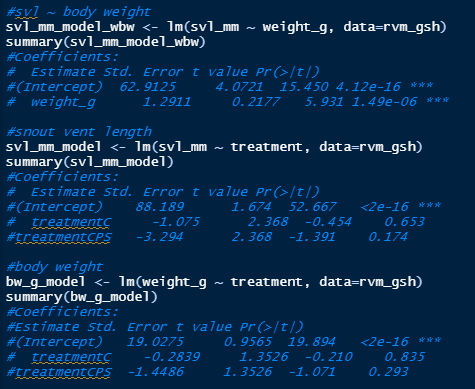 #svl ~ body weight
svl_mm_model_wbw <- lm(svl_mm ~ weight_g, data=rvm_gsh)
summary(svl_mm_model_wbw)
#Coefficients:
#  Estimate Std. Error t value Pr(>|t|)
#(Intercept)  62.9125     4.0721  15.450 4.12e-16 ***
#  weight_g      1.2911     0.2177   5.931 1.49e-06 ***

#snout vent length
svl_mm_model <- lm(svl_mm ~ treatment, data=rvm_gsh)
summary(svl_mm_model)
#Coefficients:
#  Estimate Std. Error t value Pr(>|t|)
#(Intercept)    88.189      1.674  52.667   <2e-16 ***
#  treatmentC     -1.075      2.368  -0.454    0.653
#treatmentCPS   -3.294      2.368  -1.391    0.174

#body weight
bw_g_model <- lm(weight_g ~ treatment, data=rvm_gsh)
summary(bw_g_model)
#Coefficients:
#Estimate Std. Error t value Pr(>|t|)
#(Intercept)   19.0275     0.9565  19.894   <2e-16 ***
#  treatmentC    -0.2839     1.3526  -0.210    0.835
#treatmentCPS  -1.4486     1.3526  -1.071    0.293